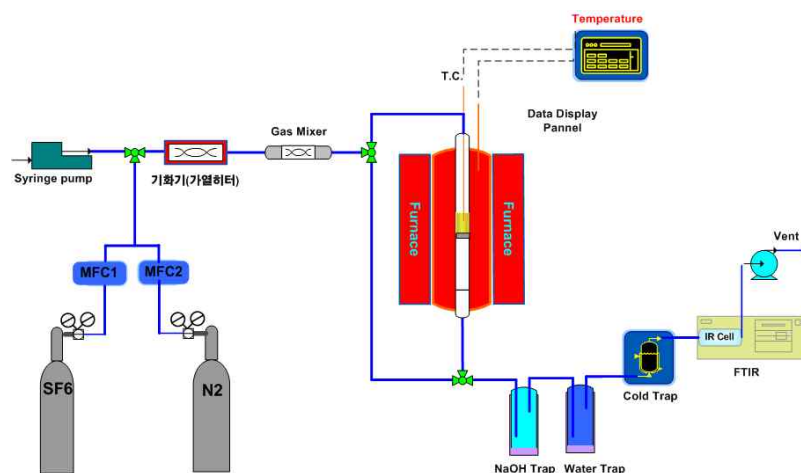 Temperature
T.C.
Data Display
Pannel
Gas Mixer
Syringe pump
기화기(가열히터)
Furnace
Furnace
MFC1
MFC2
Vent
IR Cell
SF6
N2
Cold Trap
FTIR
NaOH Trap
Water Trap